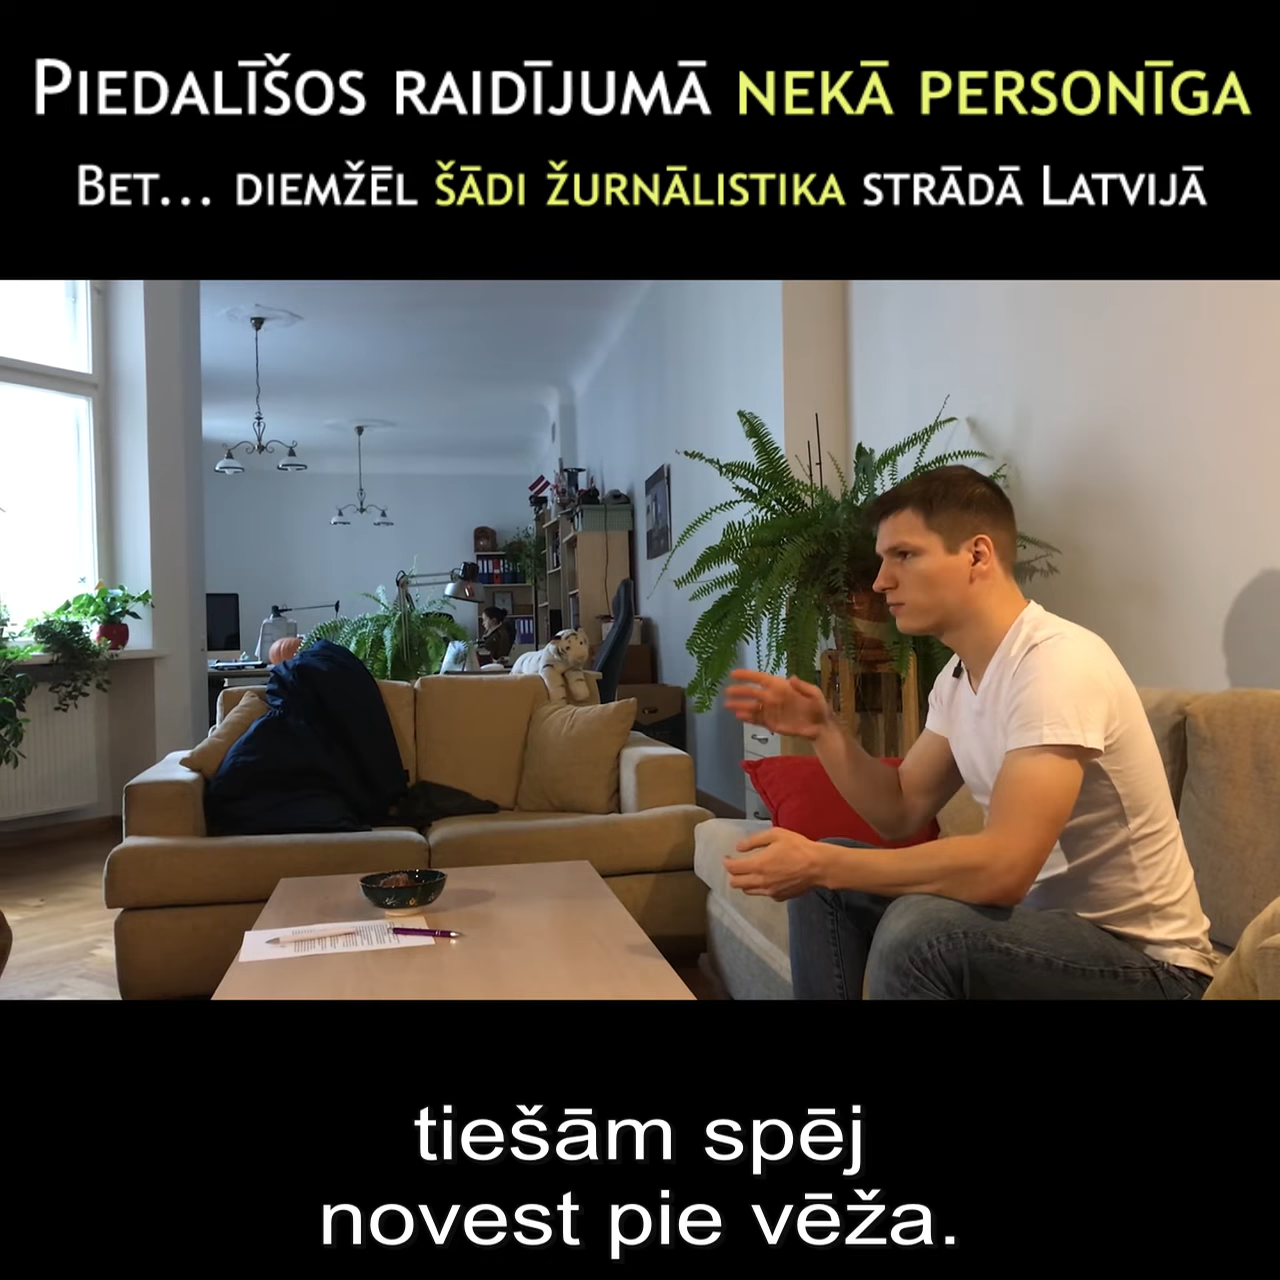 Piedalīšos raidījumā nekā personīga
Bet... diemžēl šādi žurnālistika strādā Latvijā
tiešām spēj
novest pie vēža.